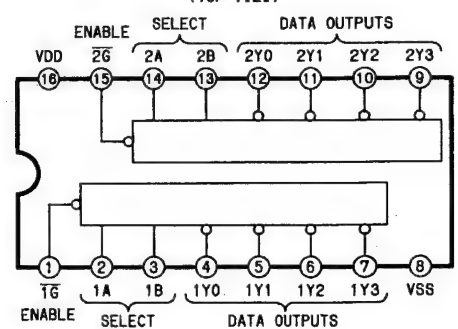 ENABLE SELECT DATA OUTPUTS
VDD 2G 2A 2B 2Y0 2Y1 2Y2 2Y3
16 15 14 13 12 11 10 9
1 2 3 4 5 6 7 8
1G 1A 1B 1Y0 1Y1 1Y2 1Y3 VSS
ENABLE SELECT DATA OUTPUTS